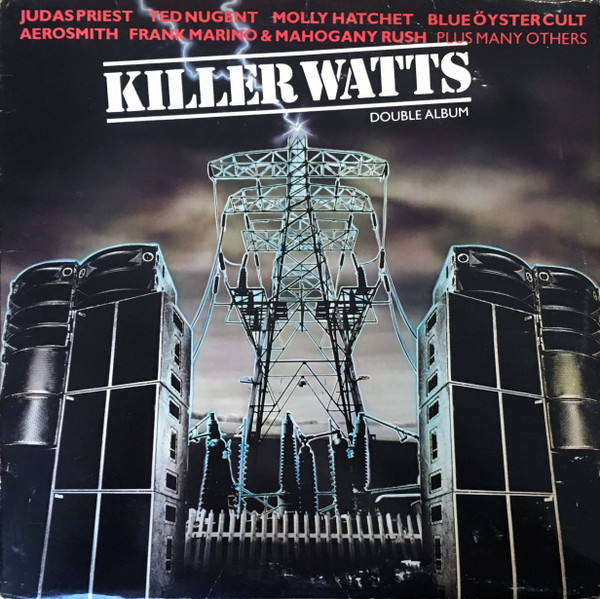 JUDAS PRIEST TED NUGENT MOLLY HATCHET BLUE ÖYSTER CULT
AEROSMITH FRANK MARINO & MAHOGANY RUSH PLUS MANY OTHERS
KILLER WATTS
DOUBLE ALBUM